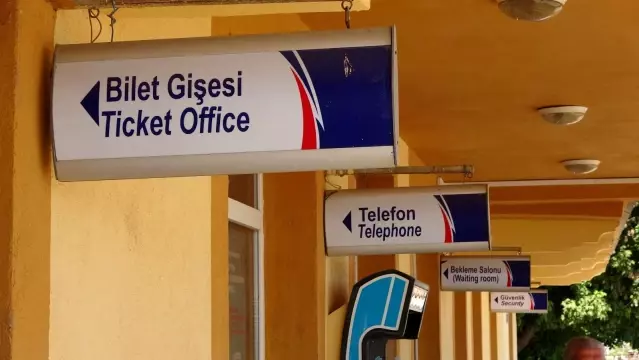 Bilet Gişesi
Ticket Office
Telefon
Telephone
Bekleme Salonu
(Waiting room)
Güvenlik
Security